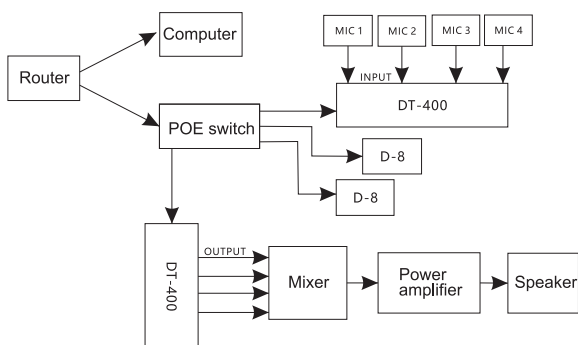 Computer
MIC 1
MIC 2
MIC 3
MIC 4
Router
INPUT
DT-400
POE switch
D-8
D-8
DT-400
OUTPUT
Mixer
Power
amplifier
Speaker